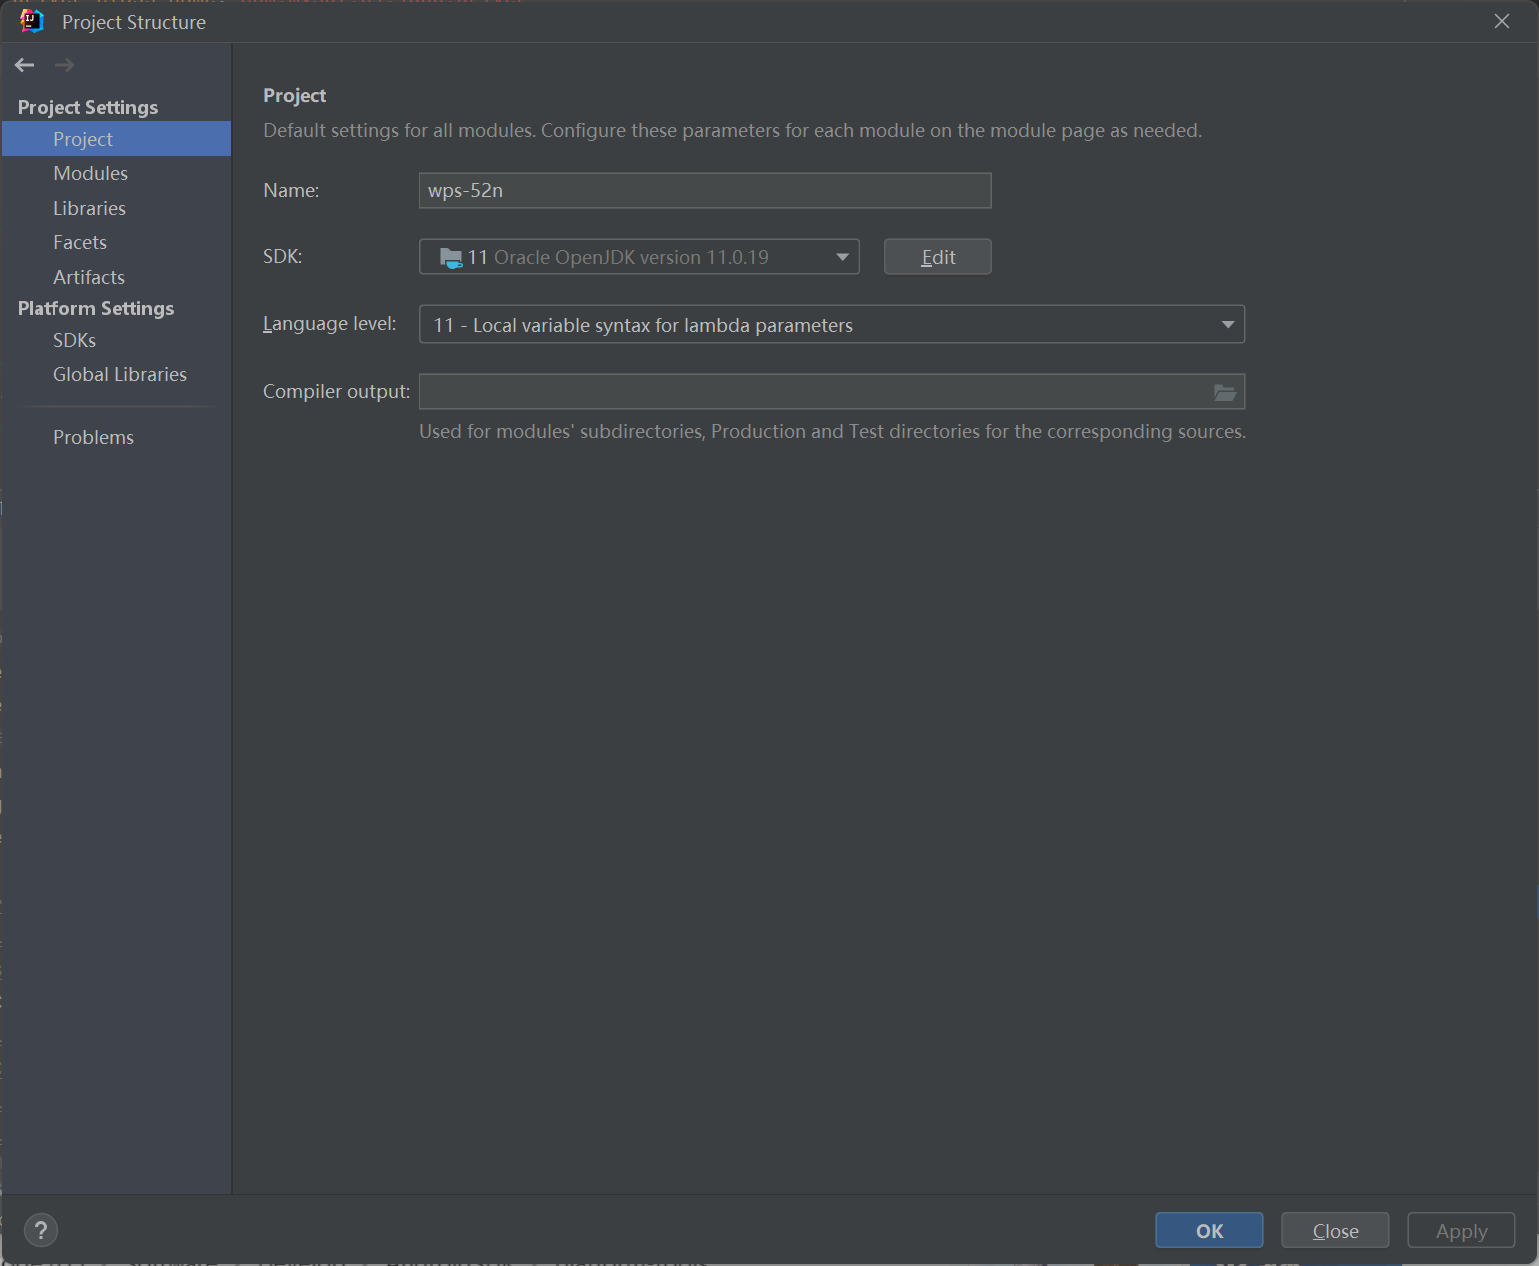 Project Structure
Project Settings
Project
Modules
Libraries
Facets
Artifacts
Platform Settings
SDKs
Global Libraries
Problems
Project
Default settings for all modules. Configure these parameters for each module on the module page as needed.
Name: wps-52n
SDK: 11 Oracle OpenJDK version 11.0.19 Edit
Language level: 11 - Local variable syntax for lambda parameters
Compiler output:
Used for modules' subdirectories, Production and Test directories for the corresponding sources.
? OK Close Apply